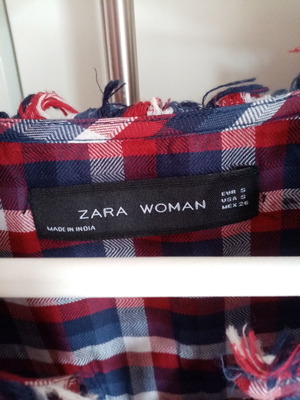 ZARA WOMAN
MADE IN INDIA
EUR S
USA S
MEX 26